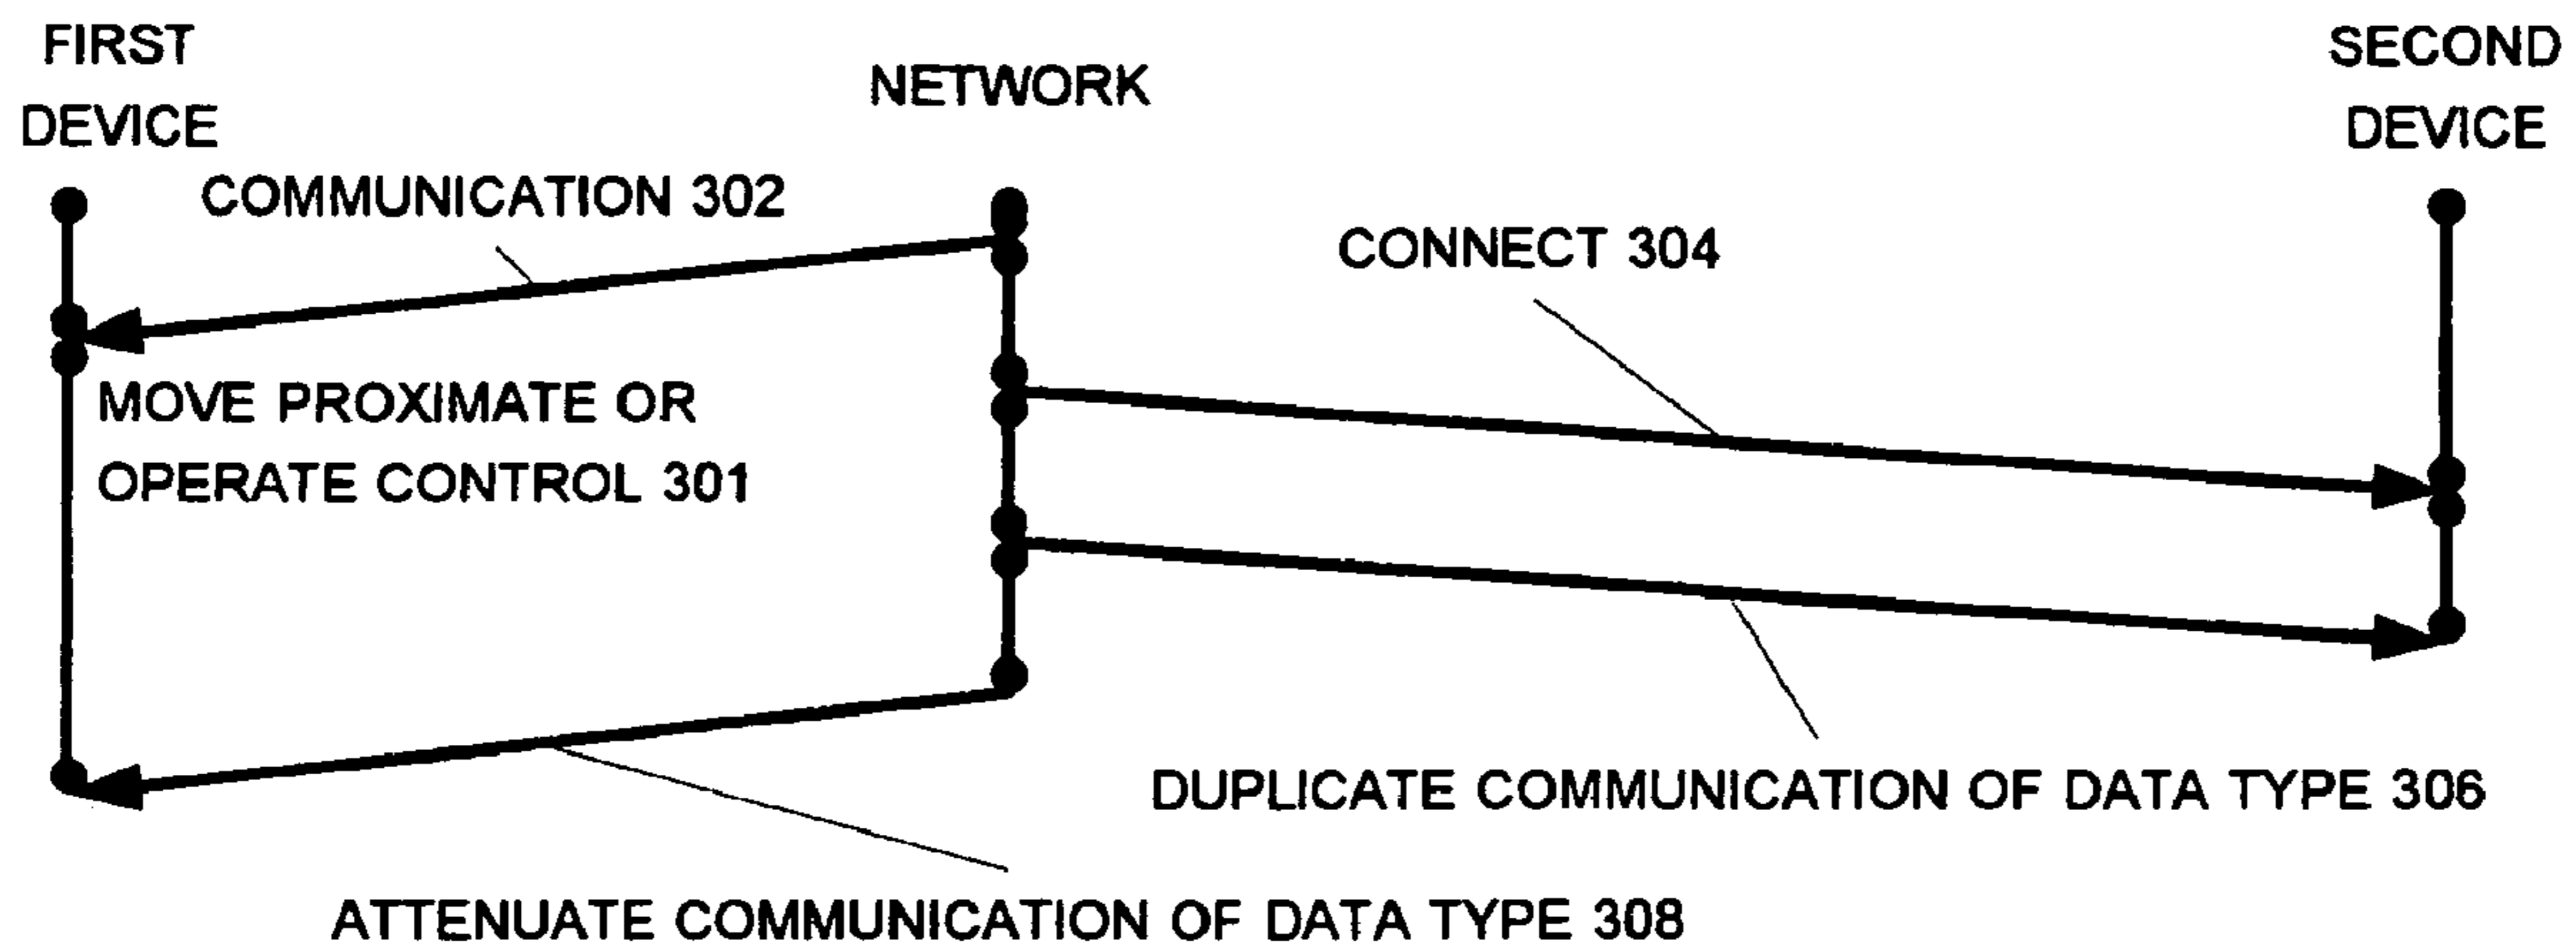 FIRST
DEVICE
NETWORK
SECOND
DEVICE
COMMUNICATION 302
CONNECT 304
MOVE PROXIMATE OR
OPERATE CONTROL 301
DUPLICATE COMMUNICATION OF DATA TYPE 306
ATTENUATE COMMUNICATION OF DATA TYPE 308